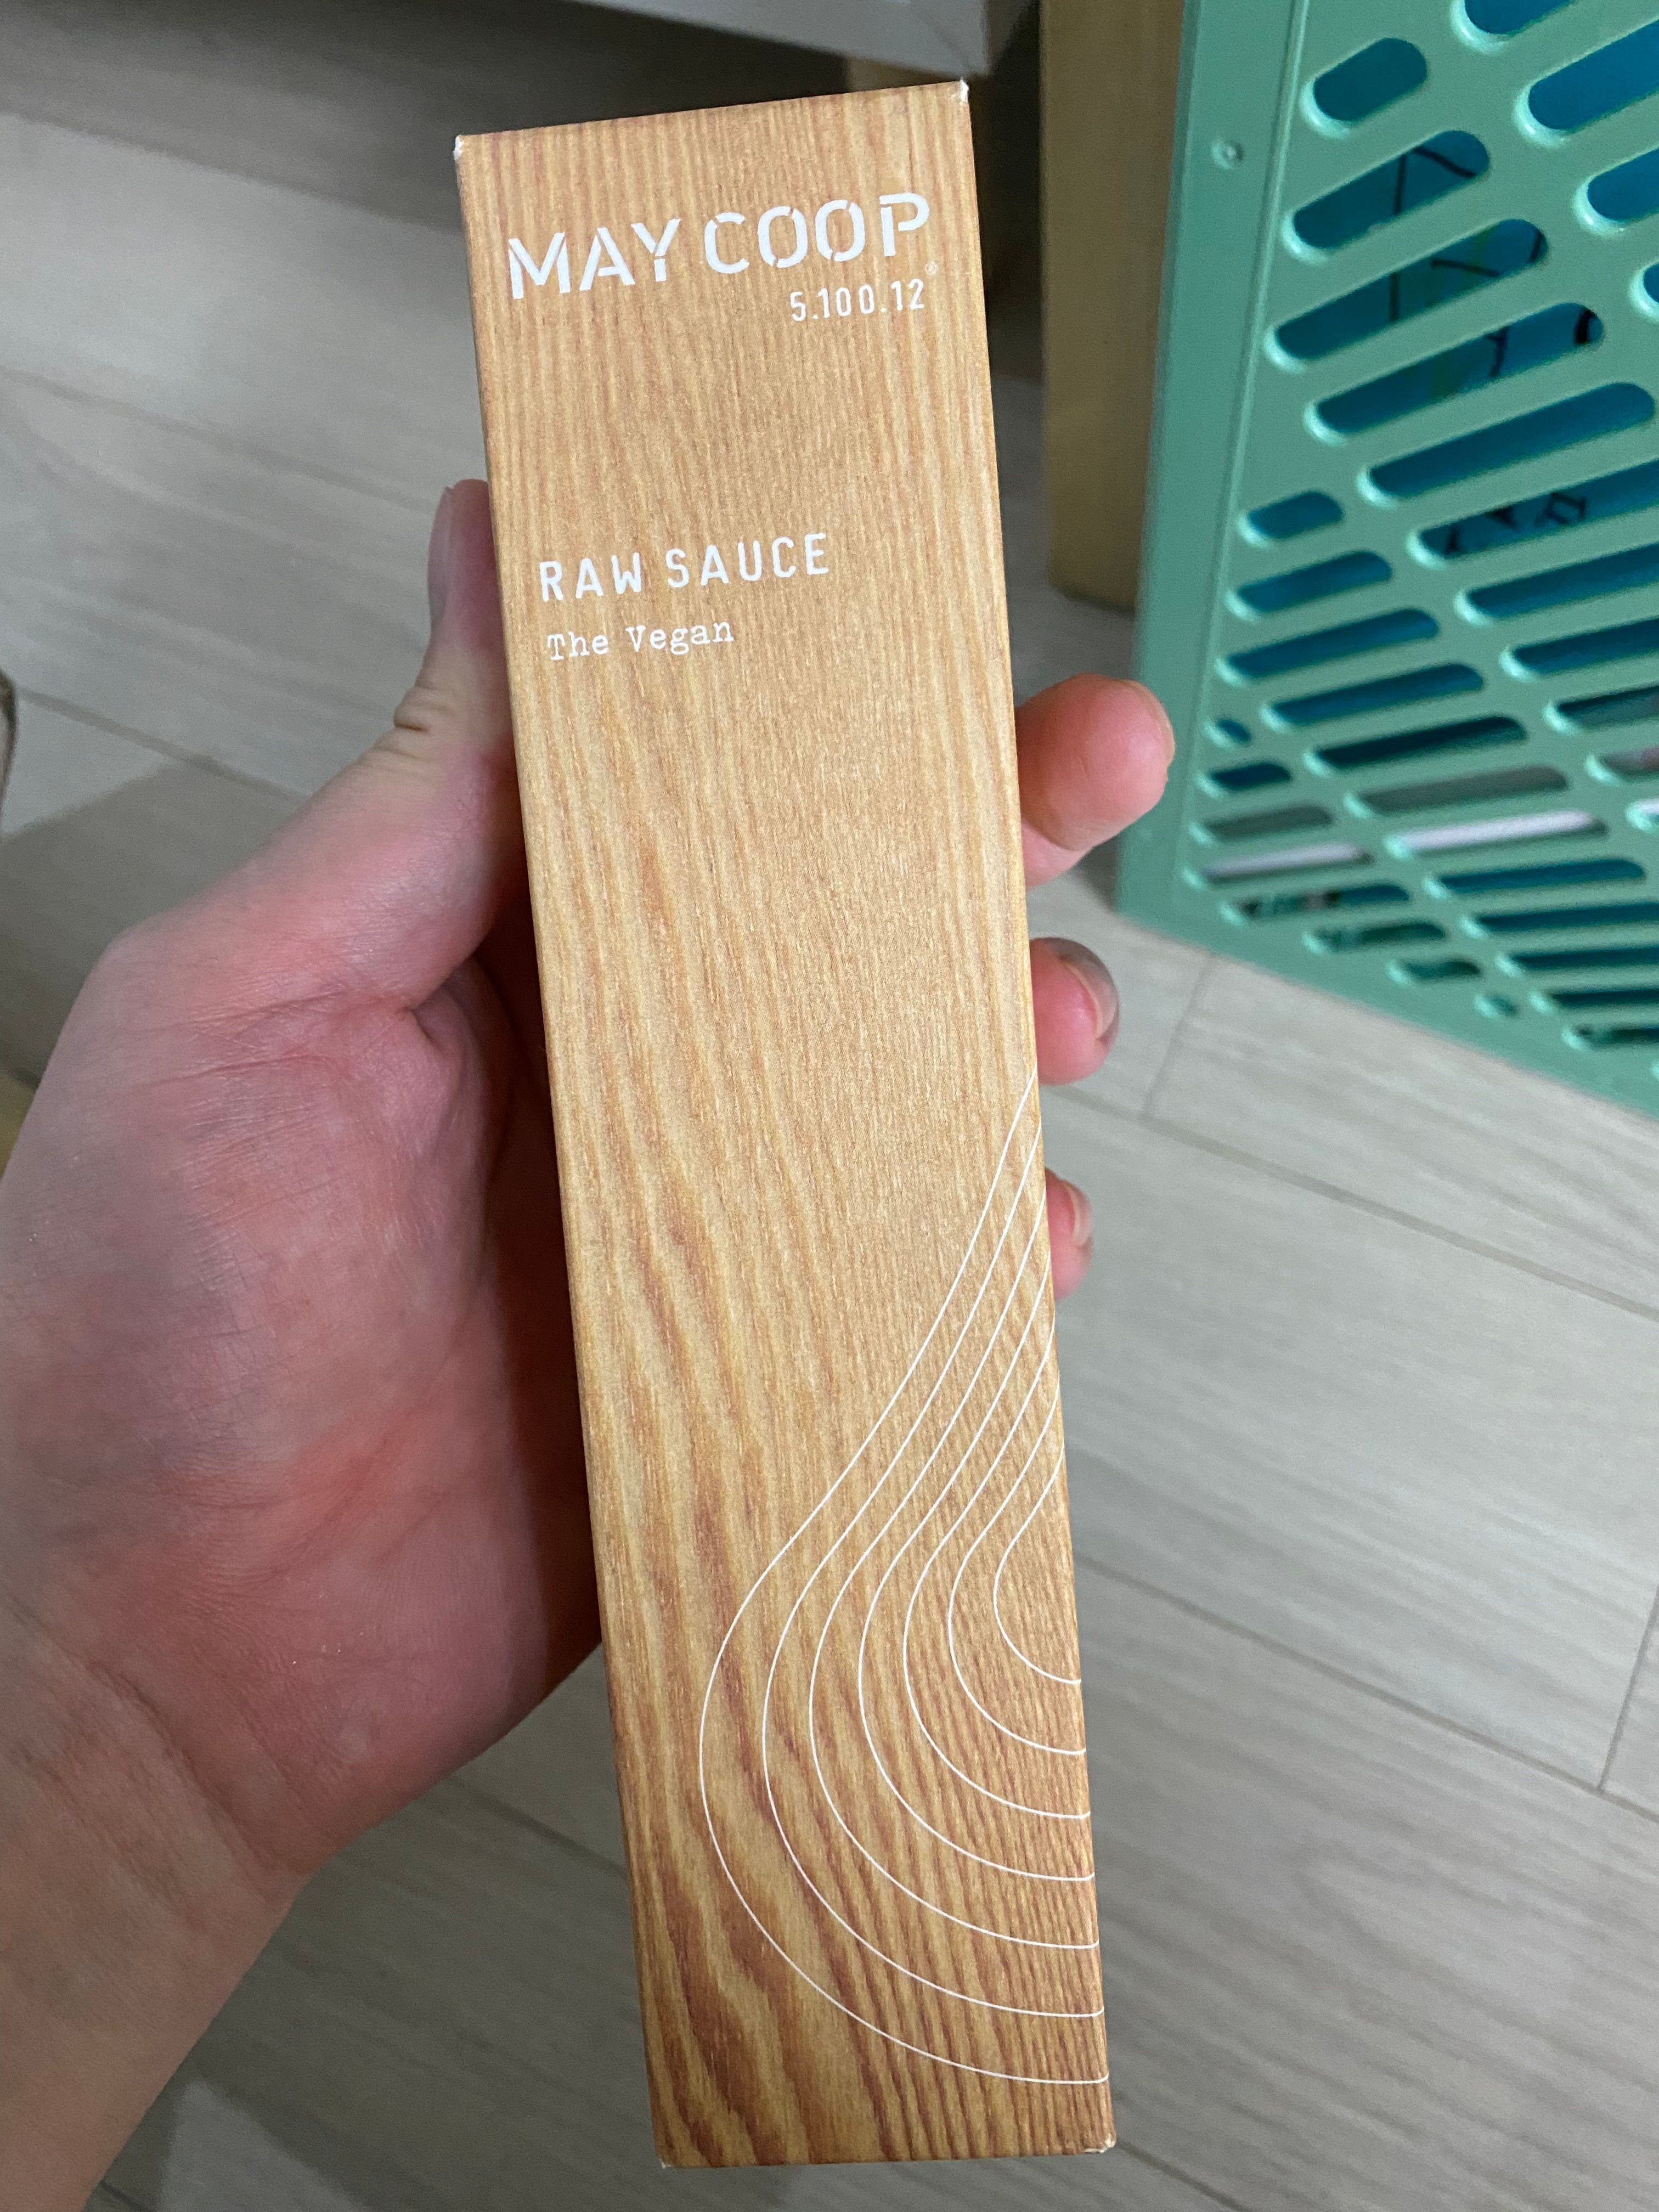 MAY COOP
5.100.12®
RAW SAUCE
The Vegan